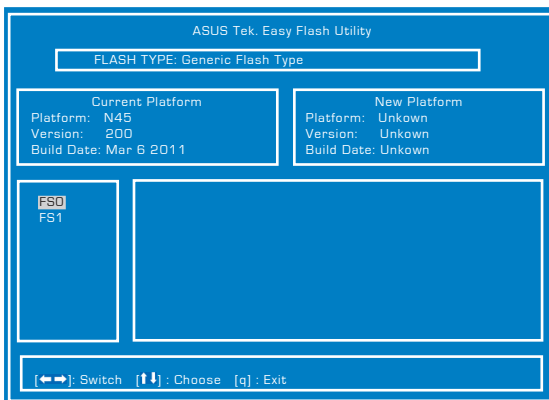 ASUS Tek. Easy Flash Utility
FLASH TYPE: Generic Flash Type
Current Platform
Platform: N45
Version: 200
Build Date: Mar 6 2011
New Platform
Platform: Unkown
Version: Unkown
Build Date: Unkown
FS0
FS1
[⬅➡]: Switch [⬆⬇] : Choose [q] : Exit